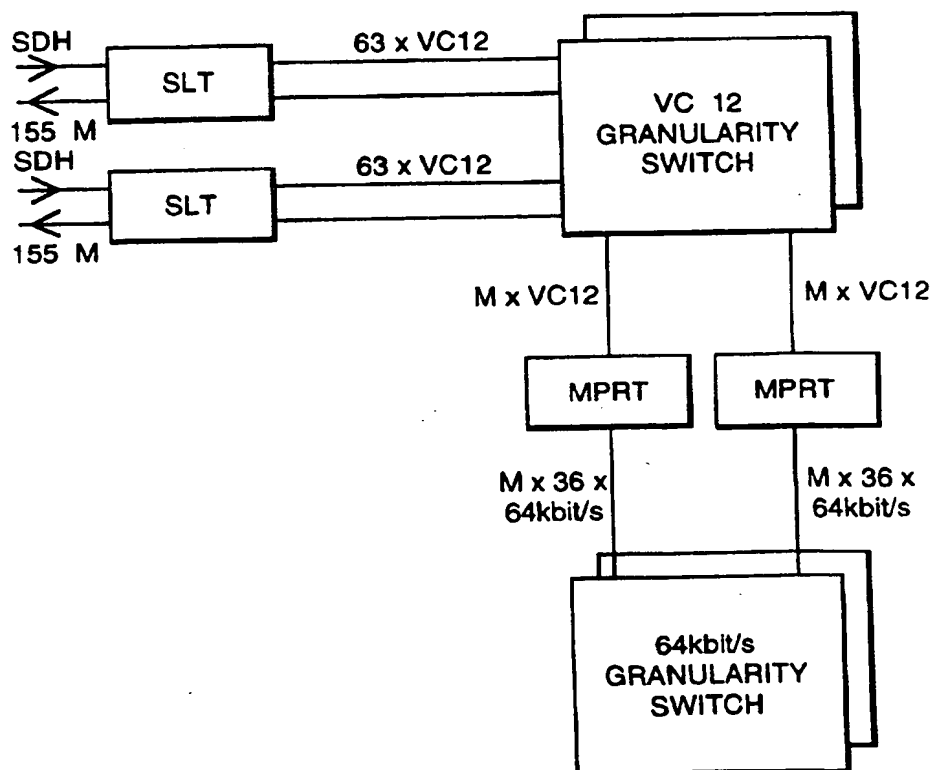 SDH
63 x VC12
SLT
155 M
VC 12
GRANULARITY
SWITCH
SDH
63 x VC12
SLT
155 M
M x VC12
M x VC12
MPRT
MPRT
M x 36 x
64kbit/s
M x 36 x
64kbit/s
64kbit/s
GRANULARITY
SWITCH